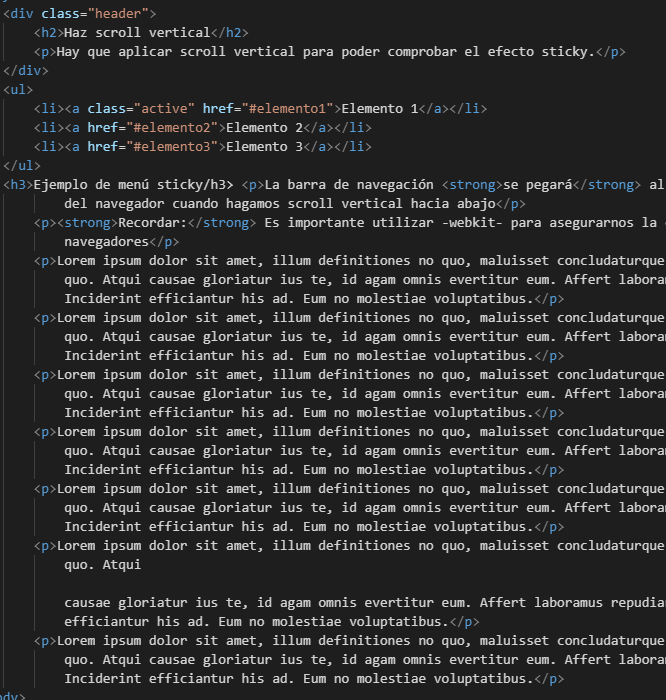 <div class="header">
<h2>Haz scroll vertical</h2>
<p>Hay que aplicar scroll vertical para poder comprobar el efecto sticky.</p>
</div>
<ul>
<li><a class="active" href="#elemento1">Elemento 1</a></li>
<li><a href="#elemento2">Elemento 2</a></li>
<li><a href="#elemento3">Elemento 3</a></li>
</ul>
<h3>Ejemplo de menú sticky/h3> <p>La barra de navegación <strong>se pegará</strong> al
del navegador cuando hagamos scroll vertical hacia abajo</p>
<p><strong>Recordar:</strong> Es importante utilizar -webkit- para asegurarnos la
navegadores</p>
<p>Lorem ipsum dolor sit amet, illum definitiones no quo, maluisset concludaturque
quo. Atqui causae gloriatur ius te, id agam omnis evertitur eum. Affert laboram
Inciderint efficiantur his ad. Eum no molestiae voluptatibus.</p>
<p>Lorem ipsum dolor sit amet, illum definitiones no quo, maluisset concludaturque
quo. Atqui causae gloriatur ius te, id agam omnis evertitur eum. Affert laboram
Inciderint efficiantur his ad. Eum no molestiae voluptatibus.</p>
<p>Lorem ipsum dolor sit amet, illum definitiones no quo, maluisset concludaturque
quo. Atqui causae gloriatur ius te, id agam omnis evertitur eum. Affert laboram
Inciderint efficiantur his ad. Eum no molestiae voluptatibus.</p>
<p>Lorem ipsum dolor sit amet, illum definitiones no quo, maluisset concludaturque
quo. Atqui causae gloriatur ius te, id agam omnis evertitur eum. Affert laboram
Inciderint efficiantur his ad. Eum no molestiae voluptatibus.</p>
<p>Lorem ipsum dolor sit amet, illum definitiones no quo, maluisset concludaturque
quo. Atqui causae gloriatur ius te, id agam omnis evertitur eum. Affert laboram
Inciderint efficiantur his ad. Eum no molestiae voluptatibus.</p>
<p>Lorem ipsum dolor sit amet, illum definitiones no quo, maluisset concludaturque
quo. Atqui
causae gloriatur ius te, id agam omnis evertitur eum. Affert laboramus repudia
efficiantur his ad. Eum no molestiae voluptatibus.</p>
<p>Lorem ipsum dolor sit amet, illum definitiones no quo, maluisset concludaturque
quo. Atqui causae gloriatur ius te, id agam omnis evertitur eum. Affert laboram
Inciderint efficiantur his ad. Eum no molestiae voluptatibus.</p>